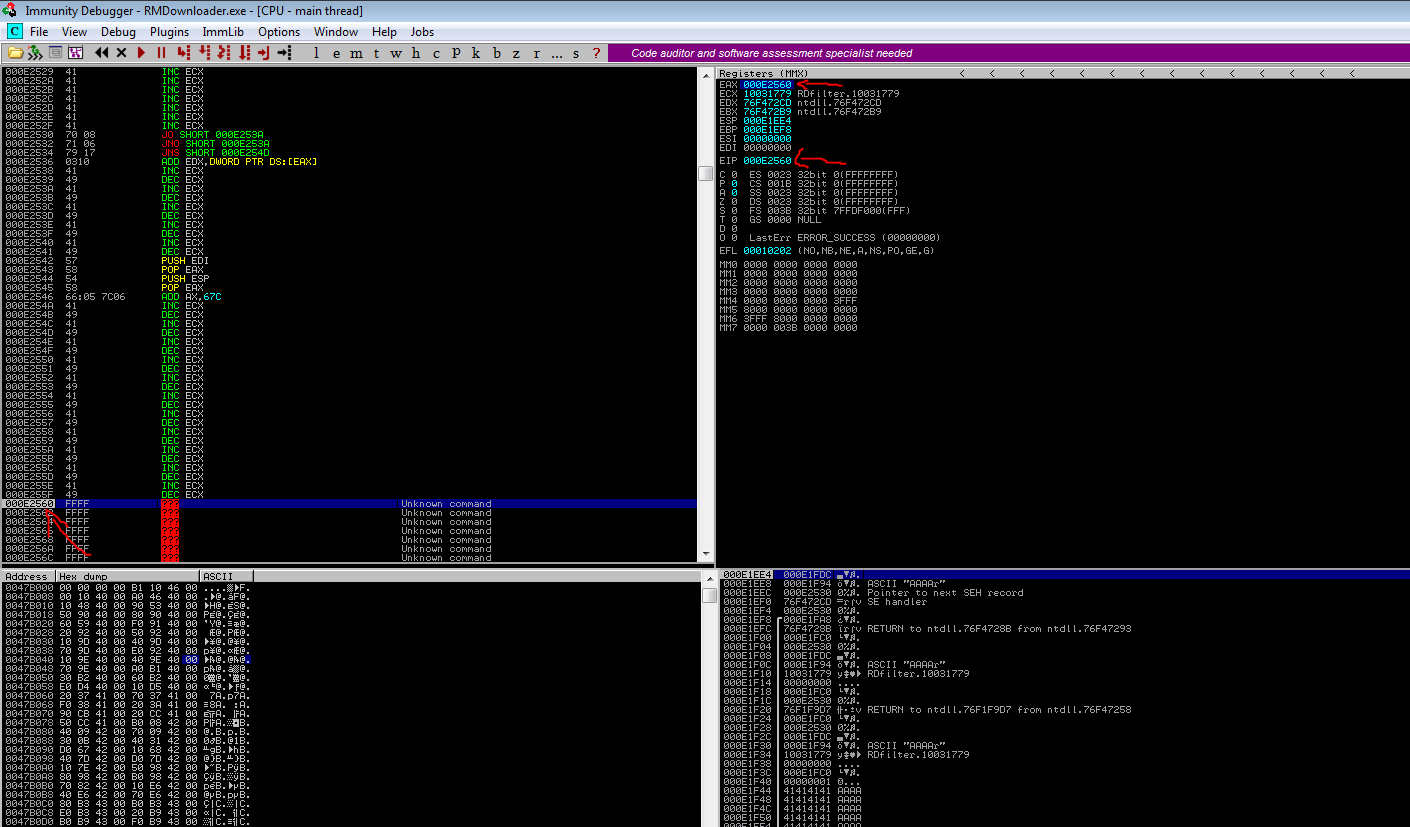 Immunity Debugger - RMDownloader.exe - [CPU - main thread]
C File View Debug Plugins ImmLib Options Window Help Jobs
l e m t w h c P k b z r ... s ? Code auditor and software assessment specialist needed
000E2529 41 INC ECX
000E252A 41 INC ECX
000E252B 41 INC ECX
000E252C 41 INC ECX
000E252D 41 INC ECX
000E252E 41 INC ECX
000E252F 41 INC ECX
000E2530 70 08 JO SHORT 000E253A
000E2532 71 06 JNO SHORT 000E253A
000E2534 79 17 JNS SHORT 000E254D
000E2536 0310 ADD EDX,DWORD PTR DS:[EAX]
000E2538 41 INC ECX
000E2539 49 DEC ECX
000E253A 41 INC ECX
000E253B 49 DEC ECX
000E253C 41 INC ECX
000E253D 49 DEC ECX
000E253E 41 INC ECX
000E253F 49 DEC ECX
000E2540 41 INC ECX
000E2541 49 DEC ECX
000E2542 57 PUSH EDI
000E2543 58 POP EAX
000E2544 54 PUSH ESP
000E2545 58 POP EAX
000E2546 66:05 7C06 ADD AX,67C
000E254A 41 INC ECX
000E254B 49 DEC ECX
000E254C 41 INC ECX
000E254D 49 DEC ECX
000E254E 41 INC ECX
000E254F 49 DEC ECX
000E2550 41 INC ECX
000E2551 49 DEC ECX
000E2552 41 INC ECX
000E2553 49 DEC ECX
000E2554 41 INC ECX
000E2555 49 DEC ECX
000E2556 41 INC ECX
000E2557 49 DEC ECX
000E2558 41 INC ECX
000E2559 49 DEC ECX
000E255A 41 INC ECX
000E255B 49 DEC ECX
000E255C 41 INC ECX
000E255D 49 DEC ECX
000E255E 41 INC ECX
000E255F 49 DEC ECX
000E2560 FFFF ??? Unknown command
FFFF ??? Unknown command
FFFF ??? Unknown command
FFFF ??? Unknown command
000E2568 FFFF ??? Unknown command
000E256A FFFF ??? Unknown command
000E256C FFFF ??? Unknown command
Registers (MMX) < < < < < < < < < < < < < <
EAX 000E2560
ECX 10031779 RDfilter.10031779
EDX 76F472CD ntdll.76F472CD
EBX 76F472B9 ntdll.76F472B9
ESP 000E1EE4
EBP 000E1EF8
ESI 00000000
EDI 00000000
EIP 000E2560
C 0 ES 0023 32bit 0(FFFFFFFF)
P 0 CS 001B 32bit 0(FFFFFFFF)
A 0 SS 0023 32bit 0(FFFFFFFF)
Z 0 DS 0023 32bit 0(FFFFFFFF)
S 0 FS 003B 32bit 7FFDF000(FFF)
T 0 GS 0000 NULL
D 0
O 0 LastErr ERROR_SUCCESS (00000000)
EFL 00010202 (NO,NB,NE,A,NS,PO,GE,G)
MM0 0000 0000 0000 0000
MM1 0000 0000 0000 0000
MM2 0000 0000 0000 0000
MM3 0000 0000 0000 0000
MM4 0000 0000 0000 3FFF
MM5 8000 0000 0000 0000
MM6 3FFF 8000 0000 0000
MM7 0000 003B 0000 0000
Address Hex dump ASCII
0047B000 00 00 00 00 B1 10 46 00
0047B008 00 10 40 00 A0 46 40 00
0047B010 10 48 40 00 90 53 40 00
0047B018 50 90 40 00 80 90 40 00
0047B020 60 59 40 00 F0 91 40 00
0047B028 20 92 40 00 50 92 40 00
0047B030 10 9D 40 00 40 9D 40 00
0047B038 70 9D 40 00 E0 92 40 00
0047B040 10 9E 40 00 40 9E 40 00
0047B048 70 9E 40 00 A0 B1 40 00
0047B050 30 B2 40 00 60 B2 40 00
0047B058 E0 D4 40 00 10 D5 40 00
0047B060 20 37 41 00 70 37 41 00
0047B068 F0 38 41 00 20 3A 41 00
0047B070 90 CB 41 00 20 CC 41 00
0047B078 50 CC 41 00 B0 08 42 00
0047B080 40 09 42 00 70 09 42 00
0047B088 30 0B 42 00 40 31 42 00
0047B090 D0 67 42 00 10 68 42 00
0047B098 40 7D 42 00 D0 7D 42 00
0047B0A0 10 7E 42 00 50 98 42 00
0047B0A8 80 98 42 00 B0 98 42 00
0047B0B0 70 82 42 00 10 E6 42 00
0047B0B8 40 E6 42 00 70 E6 42 00
0047B0C0 80 B3 43 00 B0 B3 43 00
0047B0C8 E0 B3 43 00 20 B9 43 00
0047B0D0 B0 B9 43 00 F0 B9 43 00
000E1EE4 000E1FDC
000E1EE8 000E1F94 ASCII "AAAAr"
000E1EEC 000E2530 Pointer to next SEH record
000E1EF0 76F472CD SE handler
000E1EF4 000E2530
000E1EF8 000E1FA8
000E1EFC 76F4728B RETURN to ntdll.76F4728B from ntdll.76F47293
000E1F00 000E1FC0
000E1F04 000E2530
000E1F08 000E1FDC
000E1F0C 000E1F94 ASCII "AAAAr"
000E1F10 10031779 RDfilter.10031779
000E1F14 00000000 ....
000E1F18 000E1FC0
000E1F1C 000E2530
000E1F20 76F1F9D7 RETURN to ntdll.76F1F9D7 from ntdll.76F47258
000E1F24 000E1FC0
000E1F28 000E2530
000E1F2C 000E1FDC
000E1F30 000E1F94 ASCII "AAAAr"
000E1F34 10031779 RDfilter.10031779
000E1F38 00000000 ....
000E1F3C 000E1FC0
000E1F40 00000001
000E1F44 41414141 AAAA
000E1F48 41414141 AAAA
000E1F4C 41414141 AAAA
000E1F50 41414141 AAAA